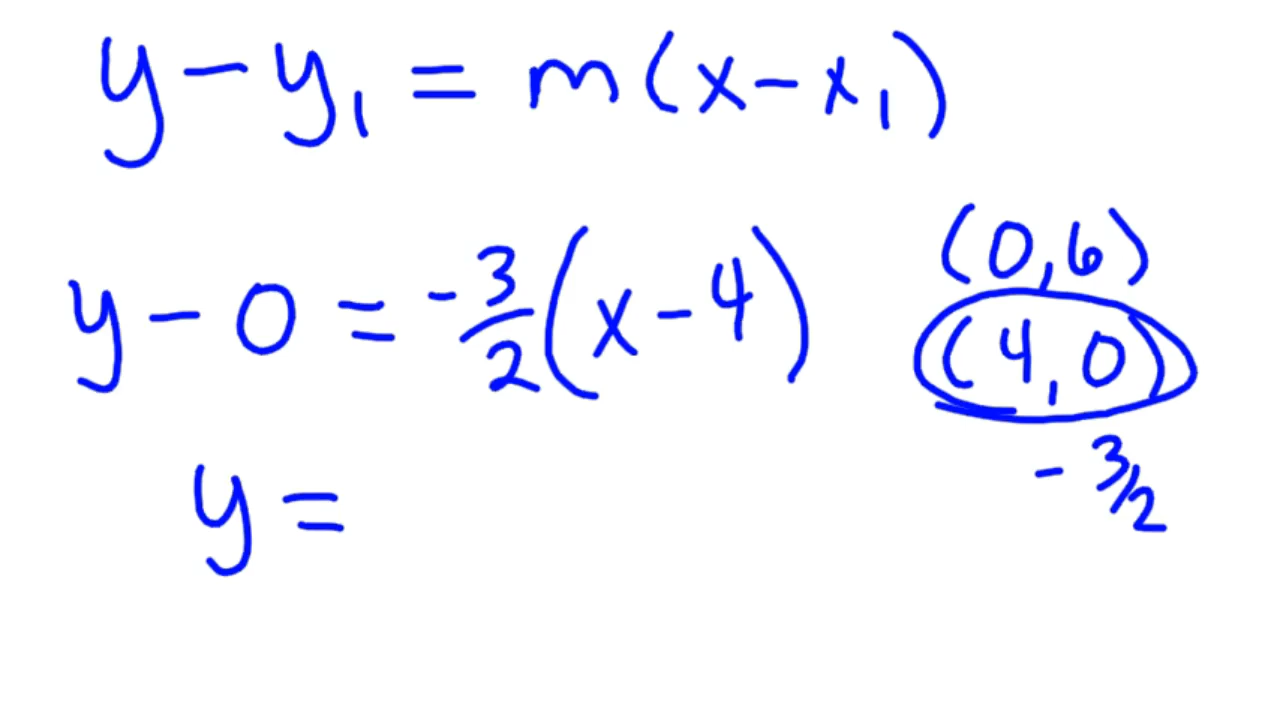 y - y₁ = m(x - x₁)
(0,6)
y - 0 = -3/2(x - 4)
(4,0)
-3/2
y =